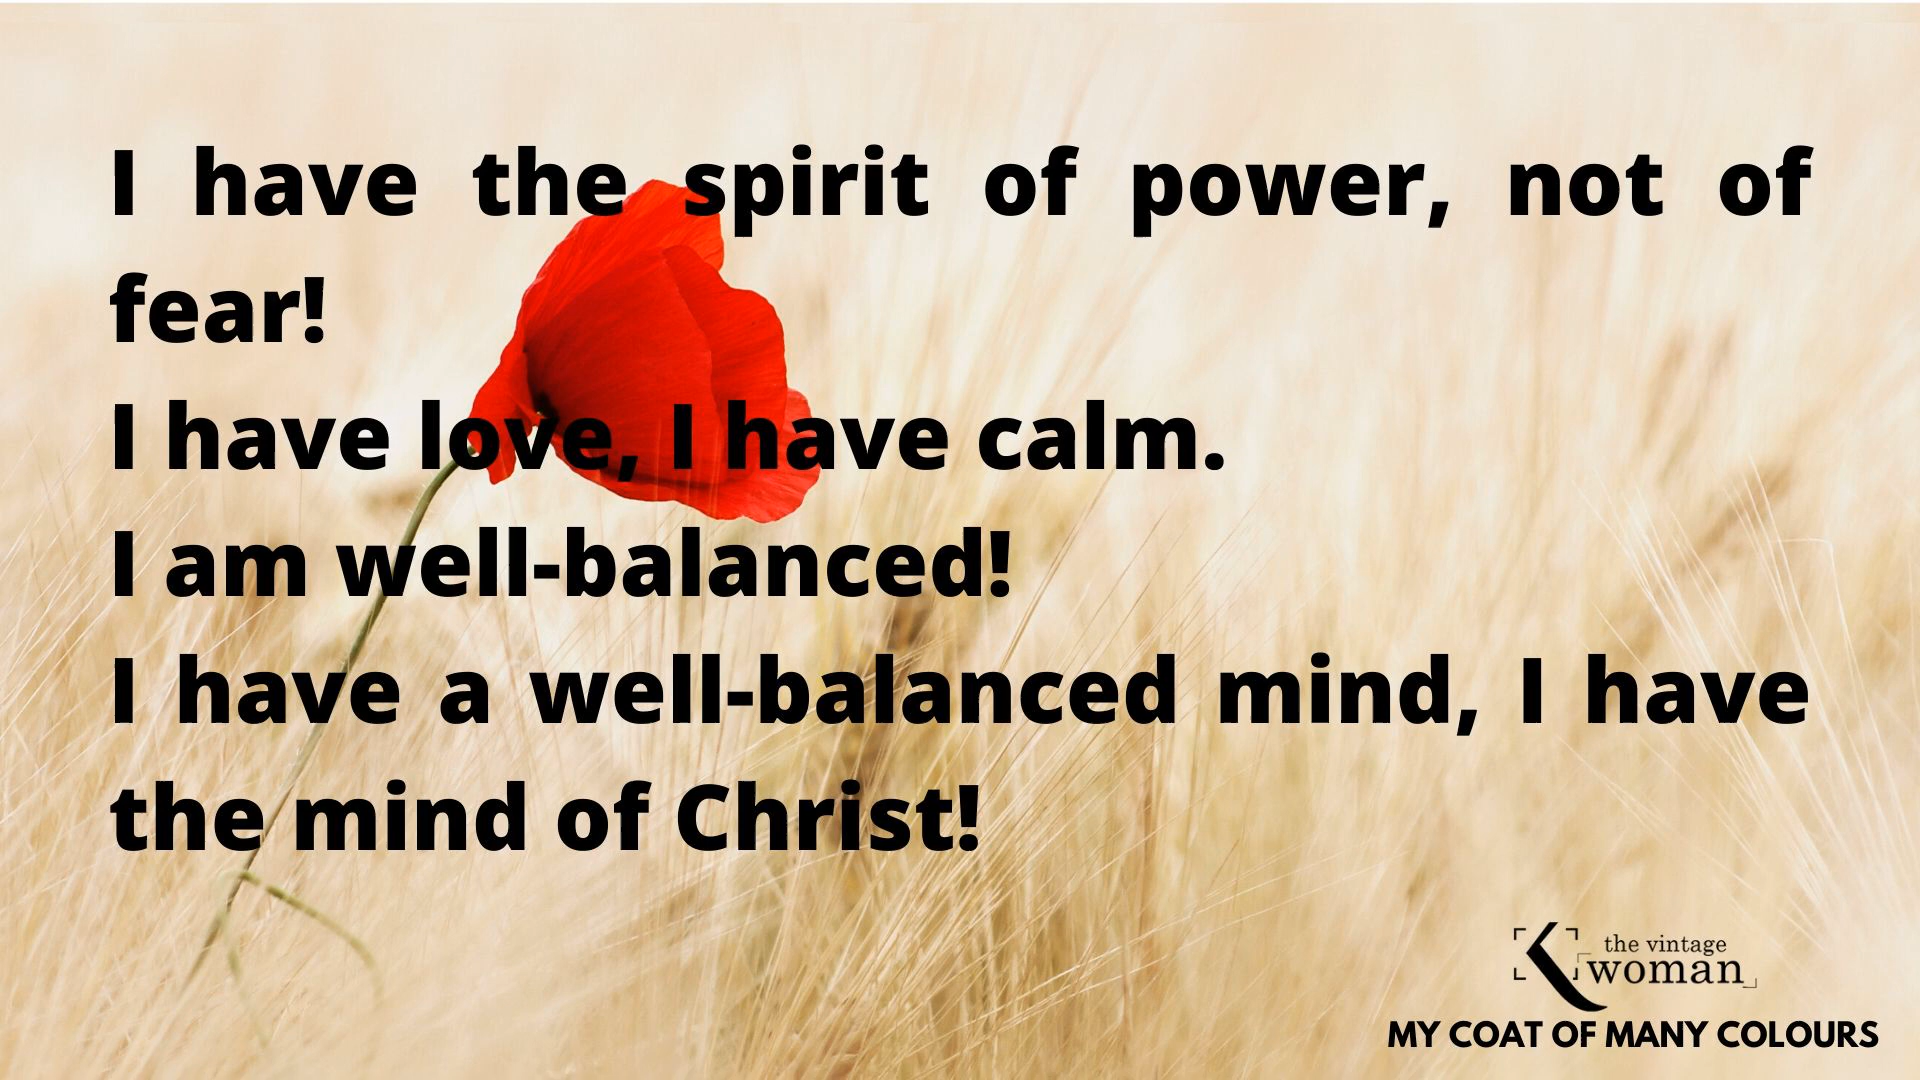 I have the spirit of power, not of
fear!
I have love, I have calm.
I am well-balanced!
I have a well-balanced mind, I have
the mind of Christ!
the vintage
woman
MY COAT OF MANY COLOURS